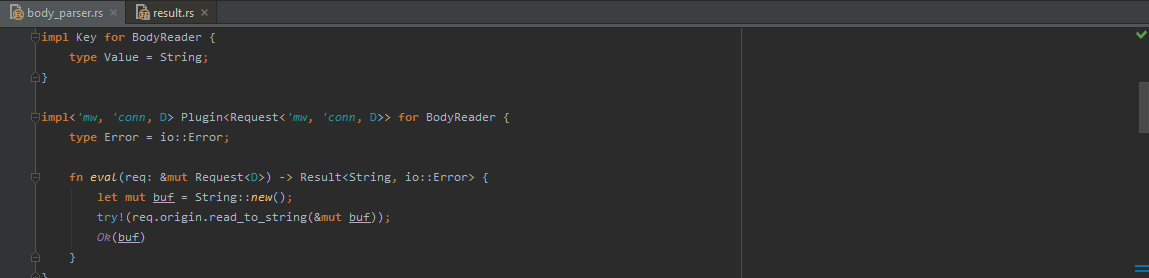 body_parser.rs × result.rs ×
impl Key for BodyReader {
    type Value = String;
}
impl<'mw, 'conn, D> Plugin<Request<'mw, 'conn, D>> for BodyReader {
    type Error = io::Error;
    fn eval(req: &mut Request<D>) -> Result<String, io::Error> {
        let mut buf = String::new();
        try!(req.origin.read_to_string(&mut buf));
        Ok(buf)
    }
}